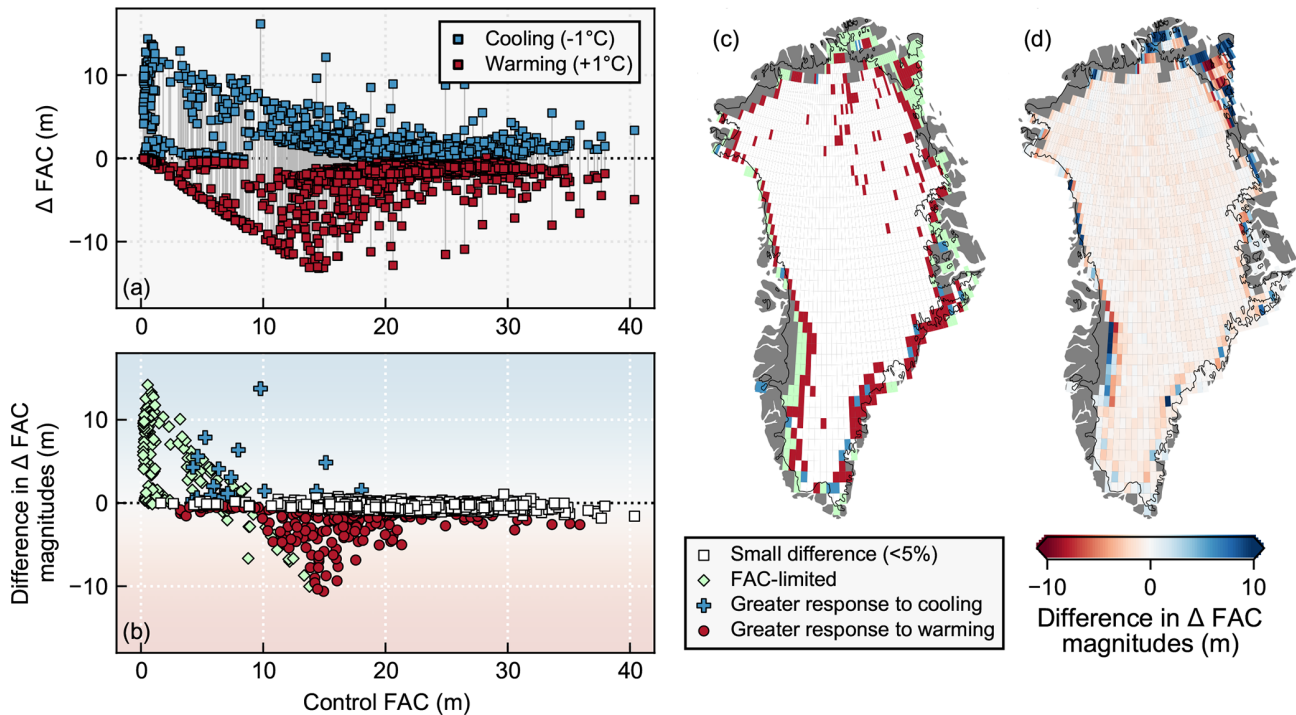 Δ FAC (m)
10
0
−10
Cooling (-1°C)
Warming (+1°C)
(a)
0 10 20 30 40
Difference in Δ FAC
magnitudes (m)
10
0
−10
(b)
0 10 20 30 40
Control FAC (m)
(c)
Small difference (<5%)
FAC-limited
Greater response to cooling
Greater response to warming
(d)
−10 0 10
Difference in Δ FAC
magnitudes (m)